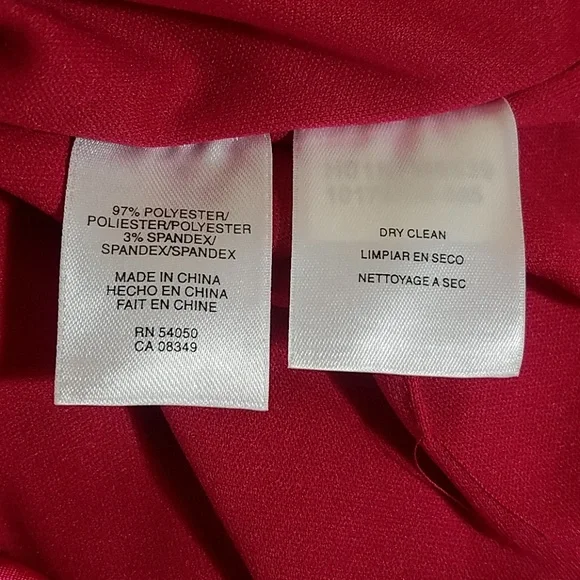 97% POLYESTER/
POLIESTER/POLYESTER
3% SPANDEX/
SPANDEX/SPANDEX
MADE IN CHINA
HECHO EN CHINA
FAIT EN CHINE
RN 54050
CA 08349
DRY CLEAN
LIMPIAR EN SECO
NETTOYAGE A SEC